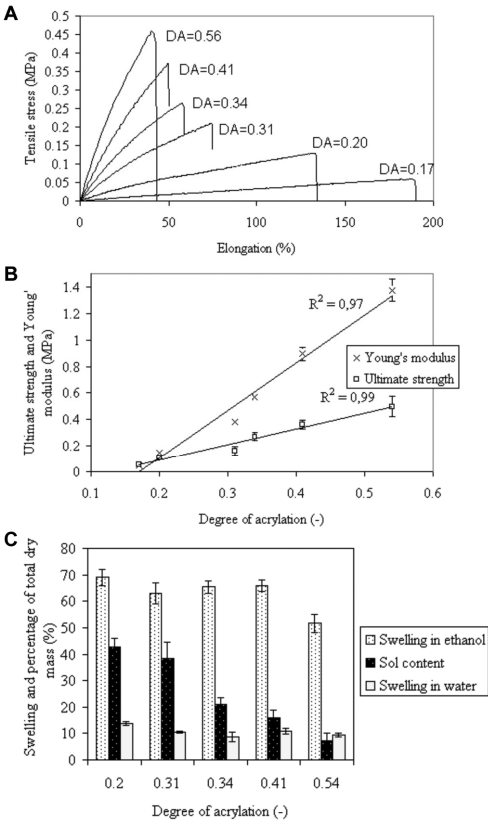 A
Tensile stress (MPa)
0.5
0.45
0.4
0.35
0.3
0.25
0.2
0.15
0.1
0.05
0
DA=0.56
DA=0.41
DA=0.34
DA=0.31
DA=0.20
DA=0.17
0 50 100 150 200
Elongation (%)
B
Ultimate strength and Young'
modulus (MPa)
1.4
1.2
1
0.8
0.6
0.4
0.2
0
R² = 0,97
R² = 0,99
× Young's modulus
Ultimate strength
0.1 0.2 0.3 0.4 0.5 0.6
Degree of acrylation (-)
C
Swelling and percentage of total dry
mass (%)
80
70
60
50
40
30
20
10
0
Swelling in ethanol
Sol content
Swelling in water
0.2 0.31 0.34 0.41 0.54
Degree of acrylation (-)